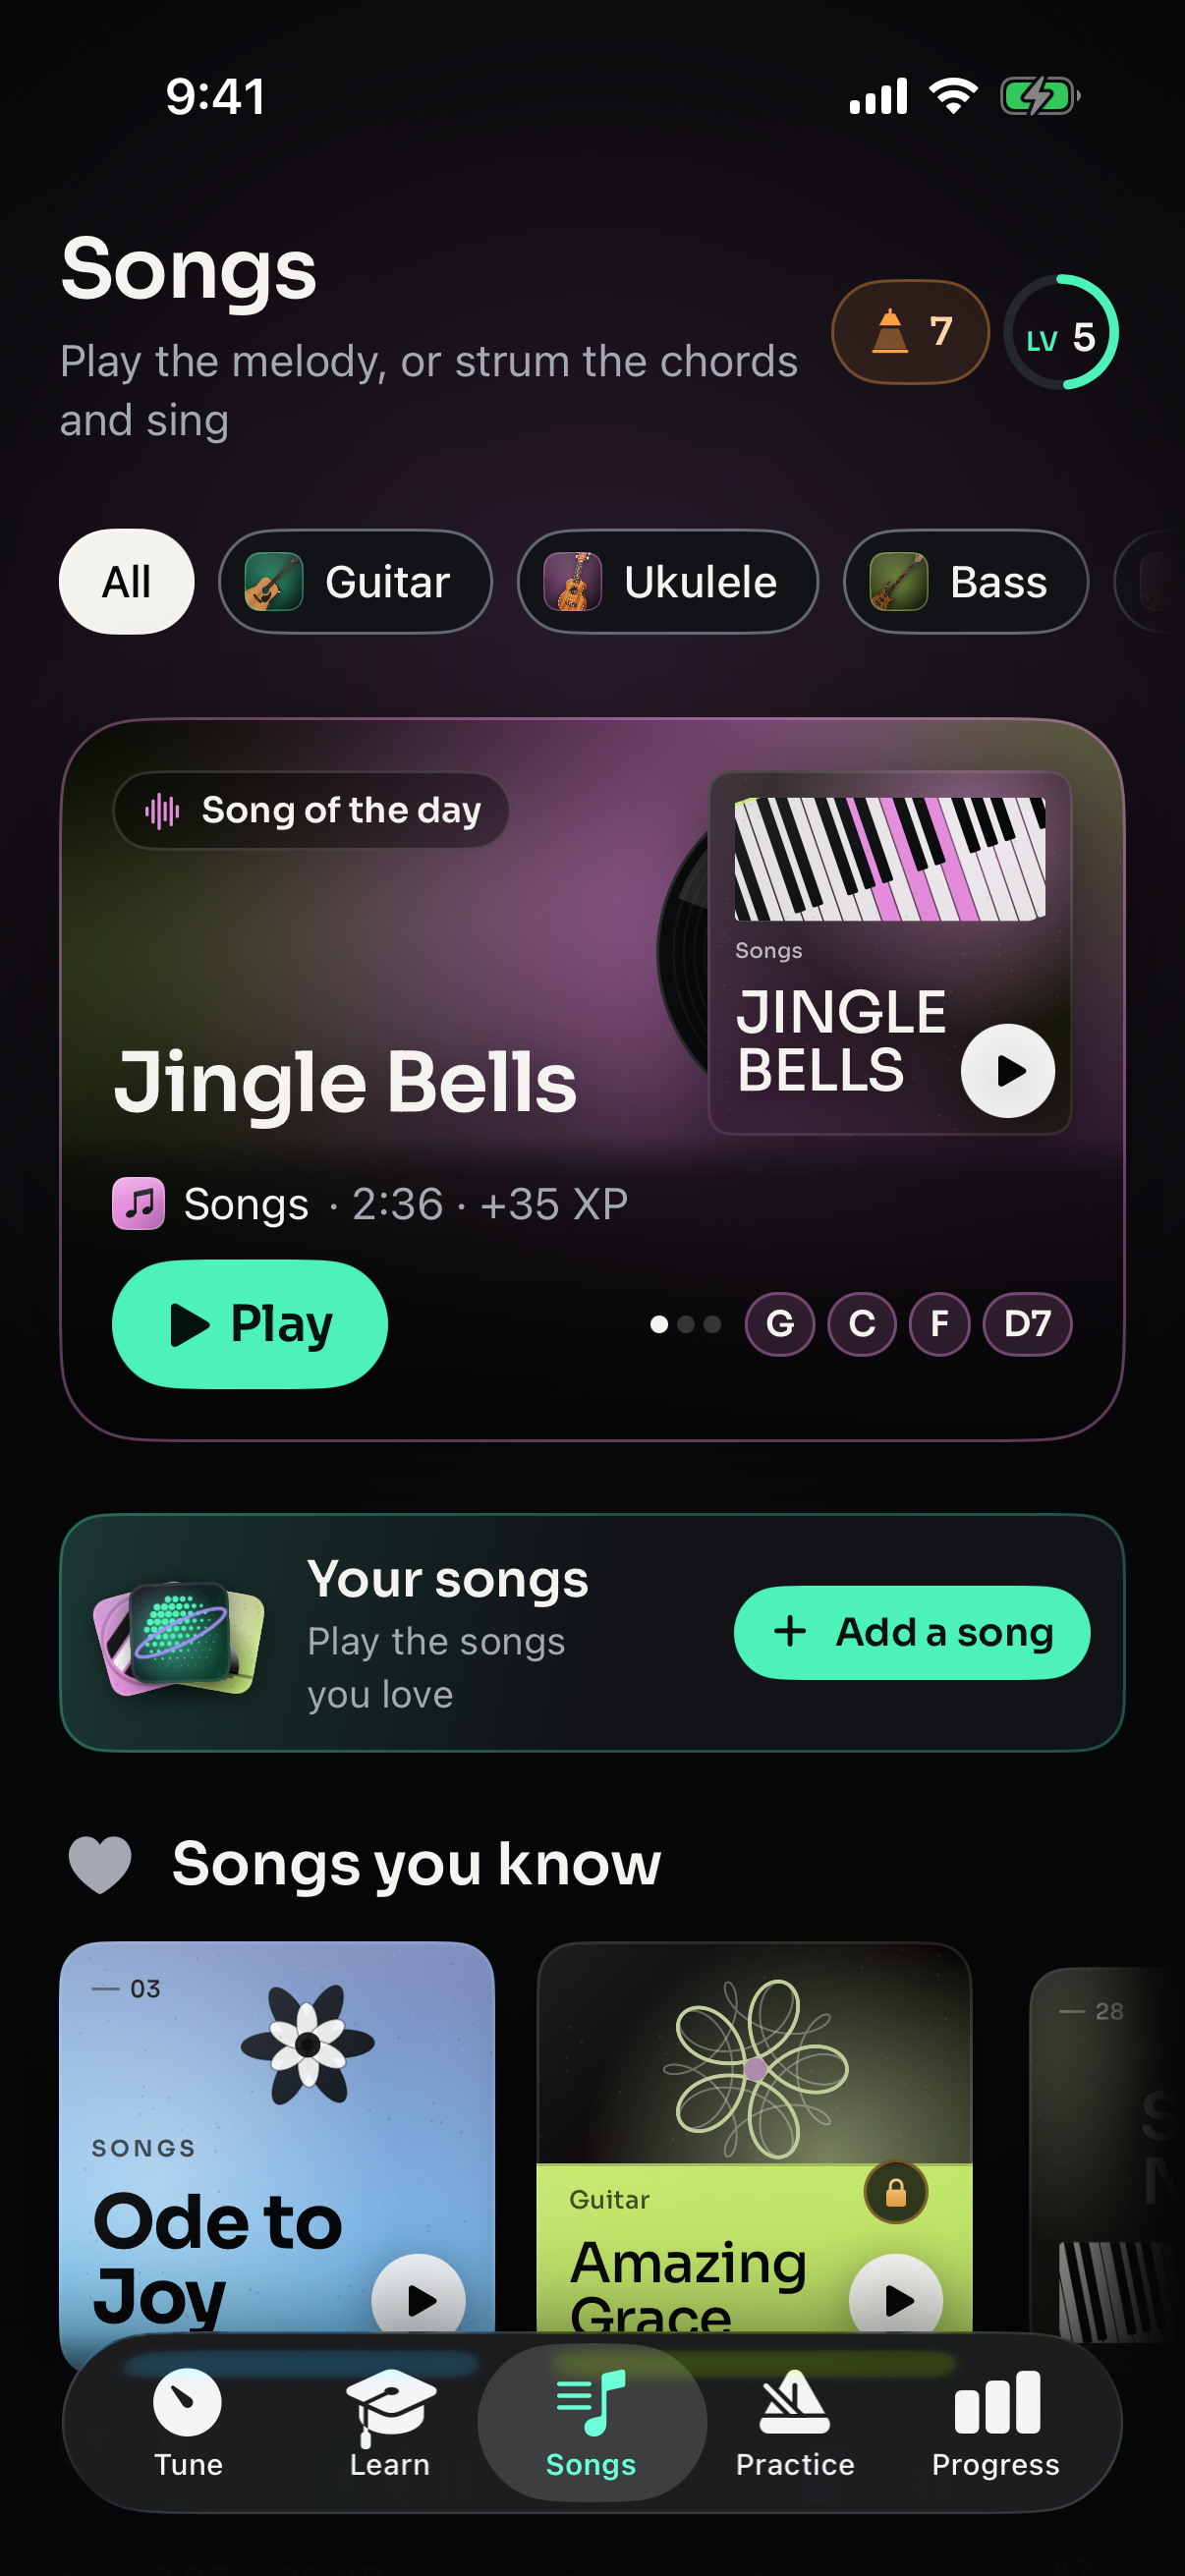 9:41
Songs
Play the melody, or strum the chords
and sing
7
LV 5
All
Guitar
Ukulele
Bass
Song of the day
Songs
JINGLE
BELLS
Jingle Bells
Songs · 2:36 · +35 XP
Play
G
C
F
D7
Your songs
Play the songs
you love
+ Add a song
Songs you know
— 03
SONGS
Ode to
Joy
Guitar
Amazing
Grace
— 28
S
N
Tune
Learn
Songs
Practice
Progress